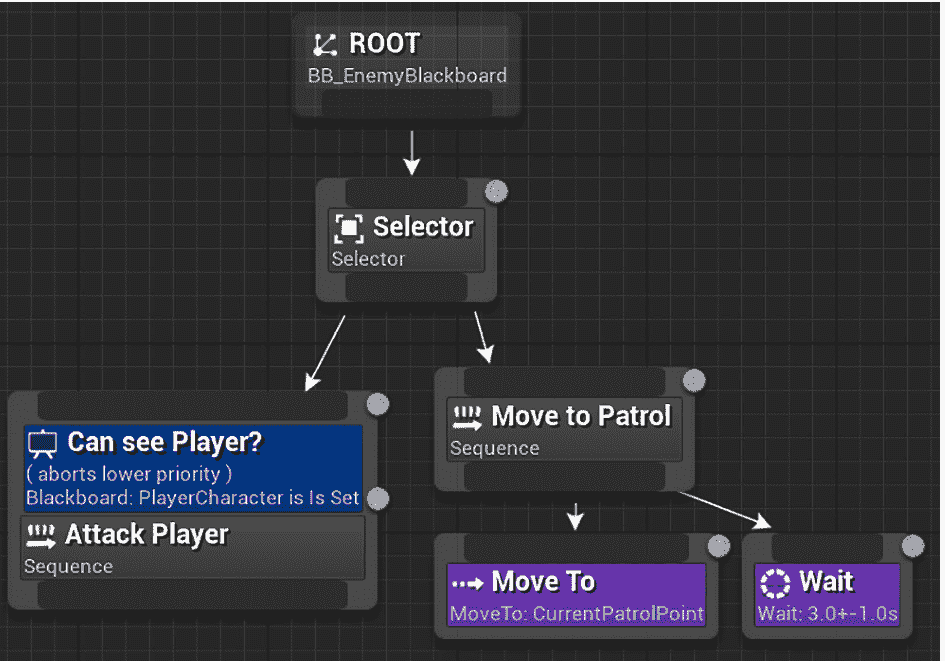 ROOT
BB_EnemyBlackboard
Selector
Selector
Can see Player?
( aborts lower priority )
Blackboard: PlayerCharacter is Is Set
Attack Player
Sequence
Move to Patrol
Sequence
Move To
MoveTo: CurrentPatrolPoint
Wait
Wait: 3.0+-1.0s